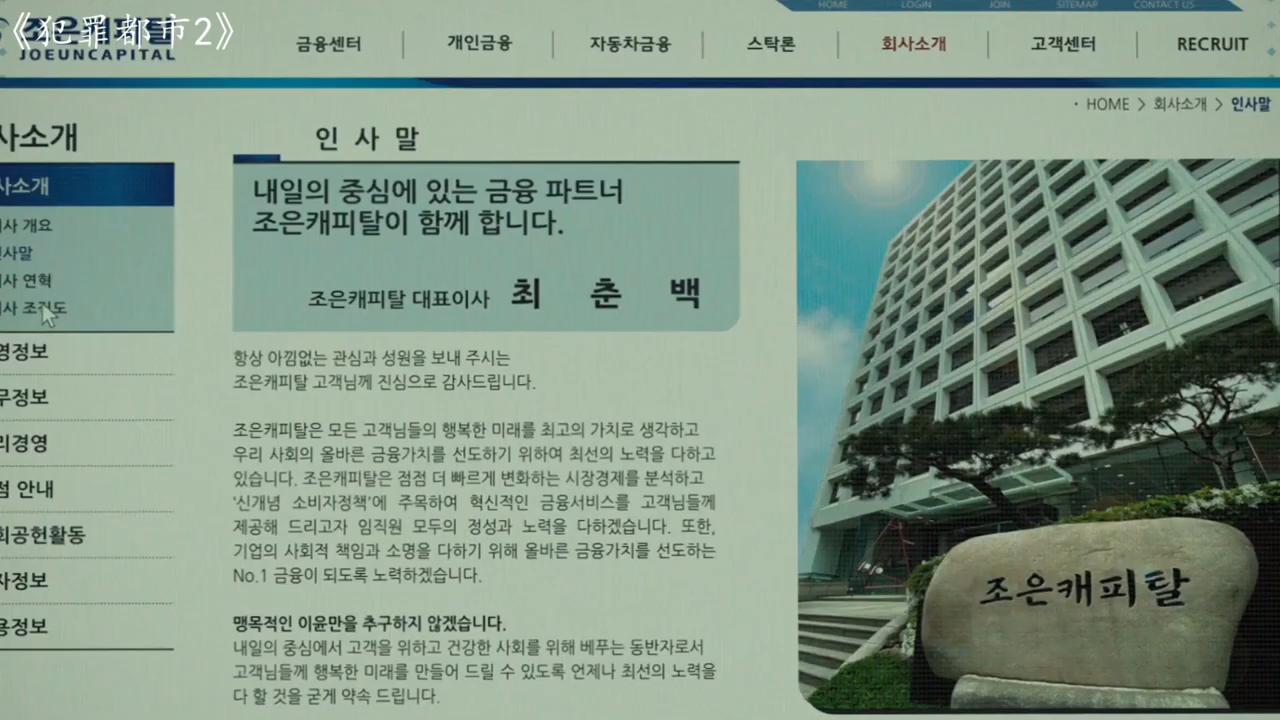 《犯罪都市2》
HOME LOGIN JOIN SITEMAP CONTACT US
JOEUNCAPITAL
금융센터 개인금융 자동차금융 스탁론 회사소개 고객센터 RECRUIT
· HOME > 회사소개 > 인사말
사소개
사소개
사 개요
사말
사 연혁
사 조직도
영정보
무정보
리경영
점 안내
회공헌활동
자정보
용정보
인 사 말
내일의 중심에 있는 금융 파트너
조은캐피탈이 함께 합니다.
조은캐피탈 대표이사 최 춘 백
항상 아낌없는 관심과 성원을 보내 주시는
조은캐피탈 고객님께 진심으로 감사드립니다.
조은캐피탈은 모든 고객님들의 행복한 미래를 최고의 가치로 생각하고
우리 사회의 올바른 금융가치를 선도하기 위하여 최선의 노력을 다하고
있습니다. 조은캐피탈은 점점 더 빠르게 변화하는 시장경제를 분석하고
‘신개념 소비자정책’에 주목하여 혁신적인 금융서비스를 고객님들께
제공해 드리고자 임직원 모두의 정성과 노력을 다하겠습니다. 또한,
기업의 사회적 책임과 소명을 다하기 위해 올바른 금융가치를 선도하는
No.1 금융이 되도록 노력하겠습니다.
맹목적인 이윤만을 추구하지 않겠습니다.
내일의 중심에서 고객을 위하고 건강한 사회를 위해 베푸는 동반자로서
고객님들께 행복한 미래를 만들어 드릴 수 있도록 언제나 최선의 노력을
다 할 것을 굳게 약속 드립니다.
조은캐피탈